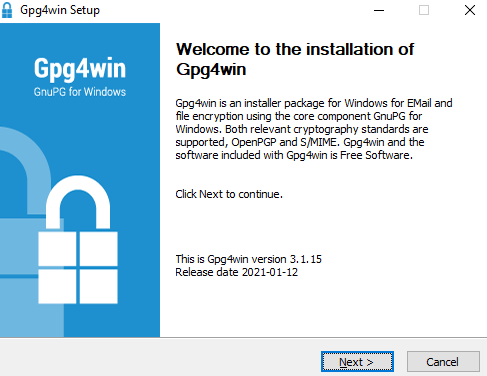 Gpg4win Setup
Gpg4win
GnuPG for Windows
Welcome to the installation of
Gpg4win
Gpg4win is an installer package for Windows for EMail and
file encryption using the core component GnuPG for
Windows. Both relevant cryptography standards are
supported, OpenPGP and S/MIME. Gpg4win and the
software included with Gpg4win is Free Software.
Click Next to continue.
This is Gpg4win version 3.1.15
Release date 2021-01-12
Next >
Cancel